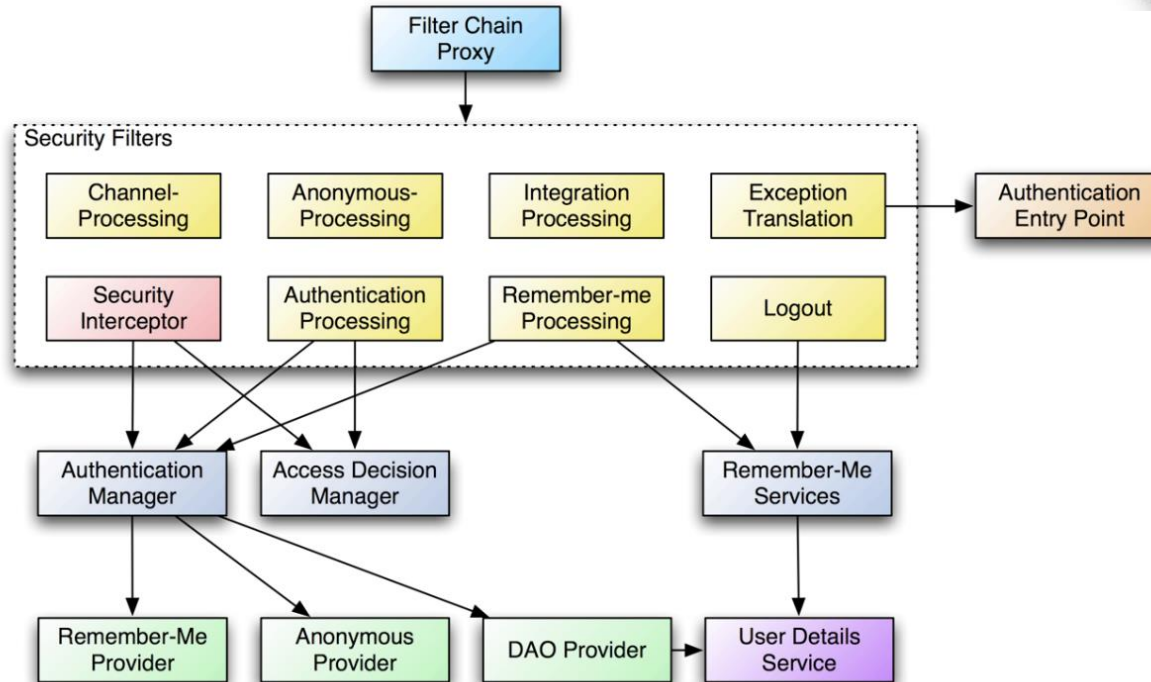 Filter Chain
Proxy
Security Filters
Channel-
Processing
Anonymous-
Processing
Integration
Processing
Exception
Translation
Authentication
Entry Point
Security
Interceptor
Authentication
Processing
Remember-me
Processing
Logout
Authentication
Manager
Access Decision
Manager
Remember-Me
Services
Remember-Me
Provider
Anonymous
Provider
DAO Provider
User Details
Service